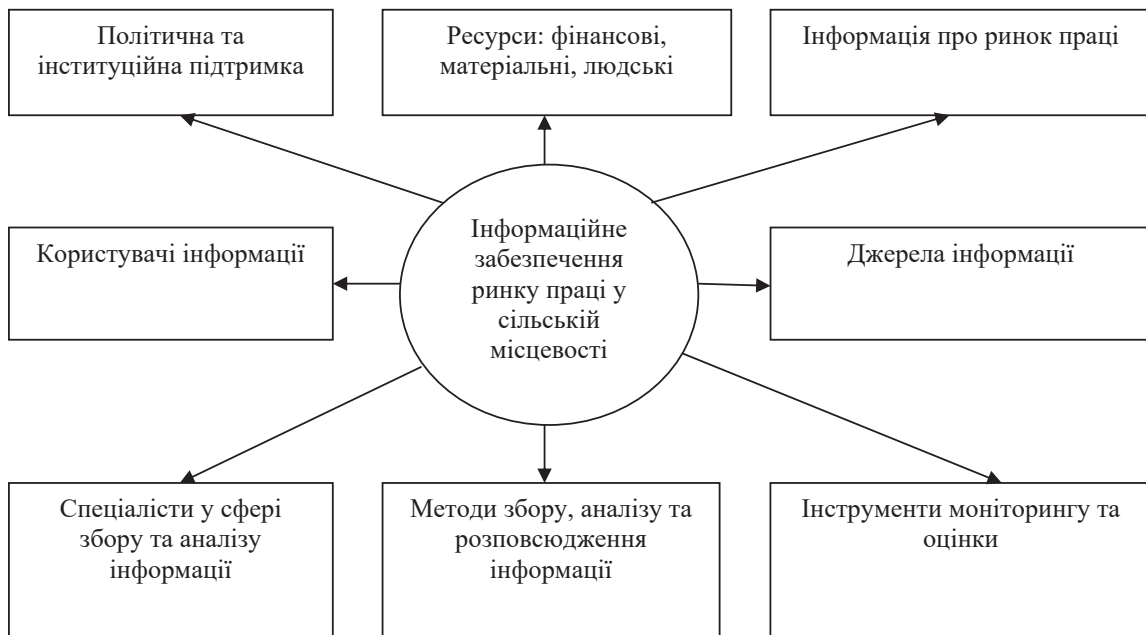 Політична та
інституційна підтримка
Ресурси: фінансові,
матеріальні, людські
Інформація про ринок праці
Користувачі інформації
Інформаційне
забезпечення
ринку праці у
сільській
місцевості
Джерела інформації
Спеціалісти у сфері
збору та аналізу
інформації
Методи збору, аналізу та
розповсюдження
інформації
Інструменти моніторингу та
оцінки